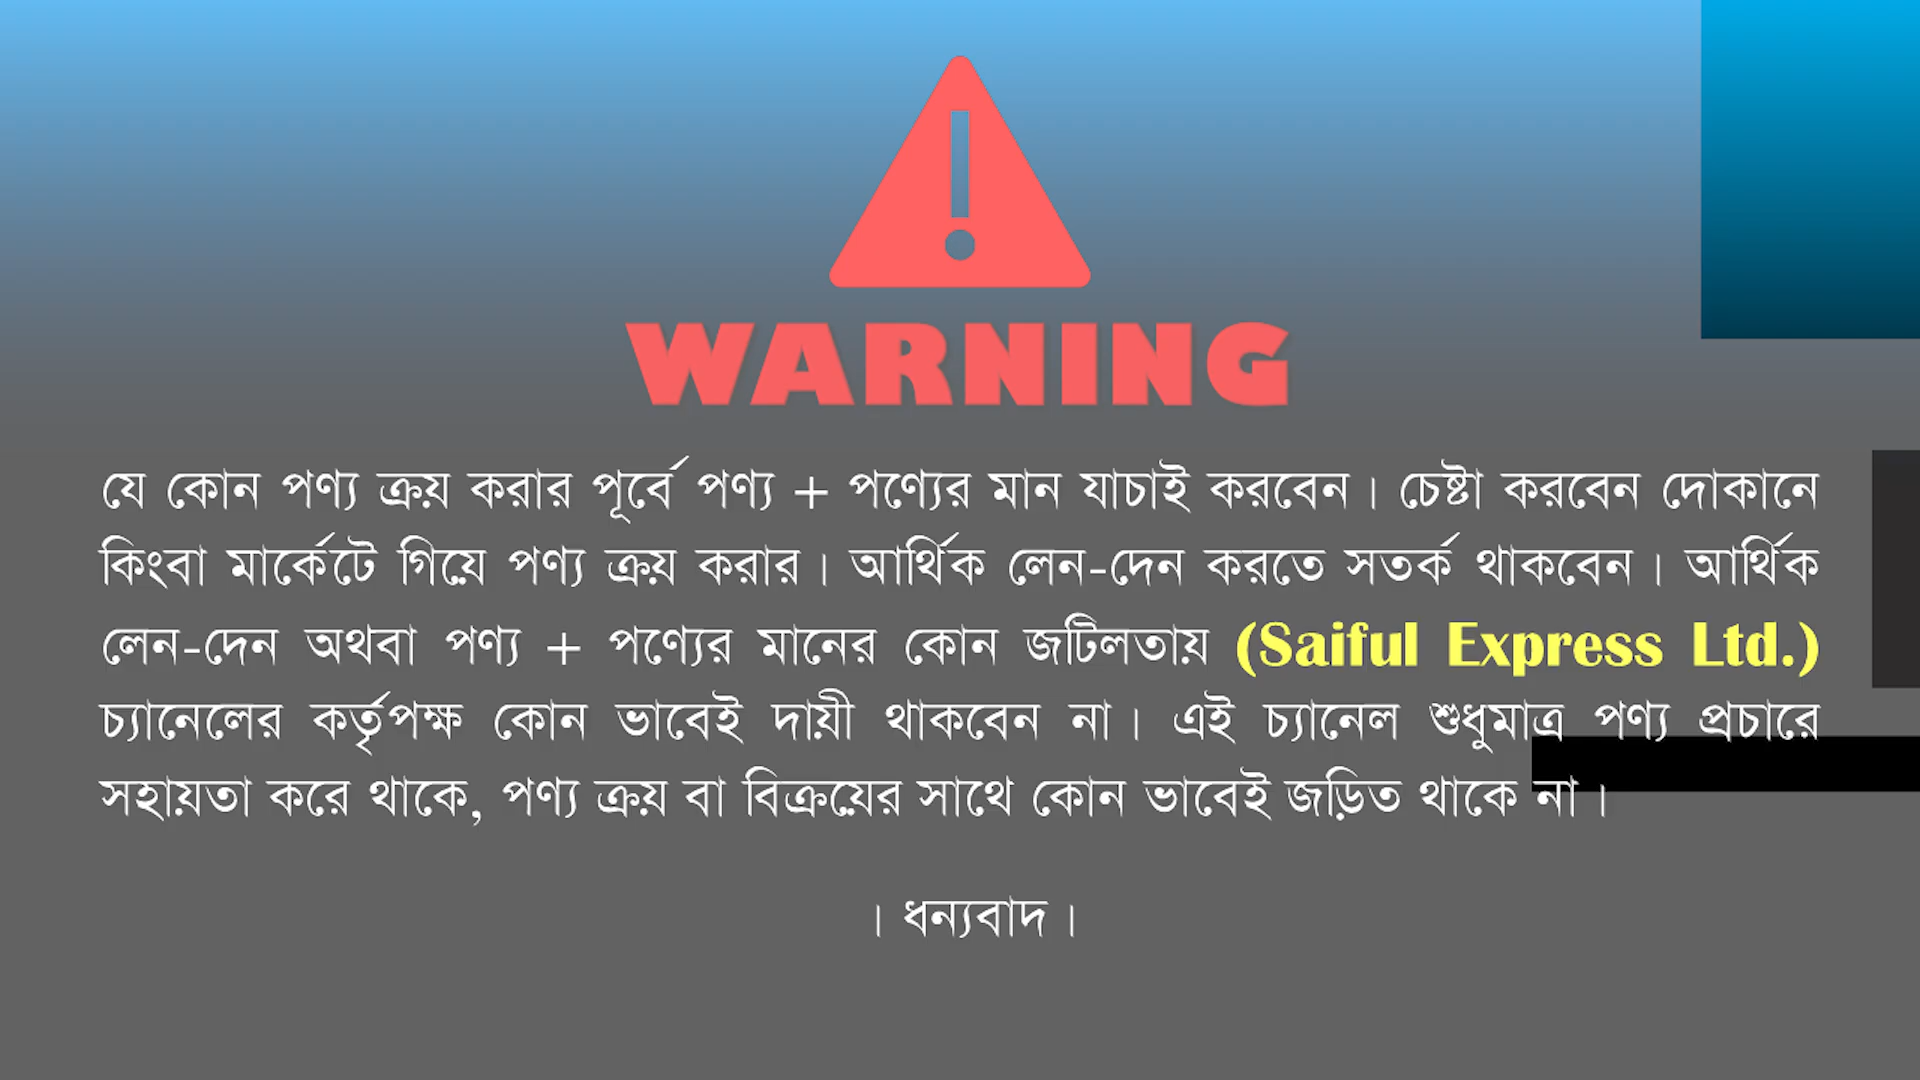 WARNING
যে কোন পণ্য ক্রয় করার পূর্বে পণ্য + পণ্যের মান যাচাই করবেন। চেষ্টা করবেন দোকানে
কিংবা মার্কেটে গিয়ে পণ্য ক্রয় করার। আর্থিক লেন-দেন করতে সতর্ক থাকবেন। আর্থিক
লেন-দেন অথবা পণ্য + পণ্যের মানের কোন জটিলতায় (Saiful Express Ltd.)
চ্যানেলের কর্তৃপক্ষ কোন ভাবেই দায়ী থাকবেন না। এই চ্যানেল শুধুমাত্র পণ্য প্রচারে
সহায়তা করে থাকে, পণ্য ক্রয় বা বিক্রয়ের সাথে কোন ভাবেই জড়িত থাকে না।
। ধন্যবাদ।